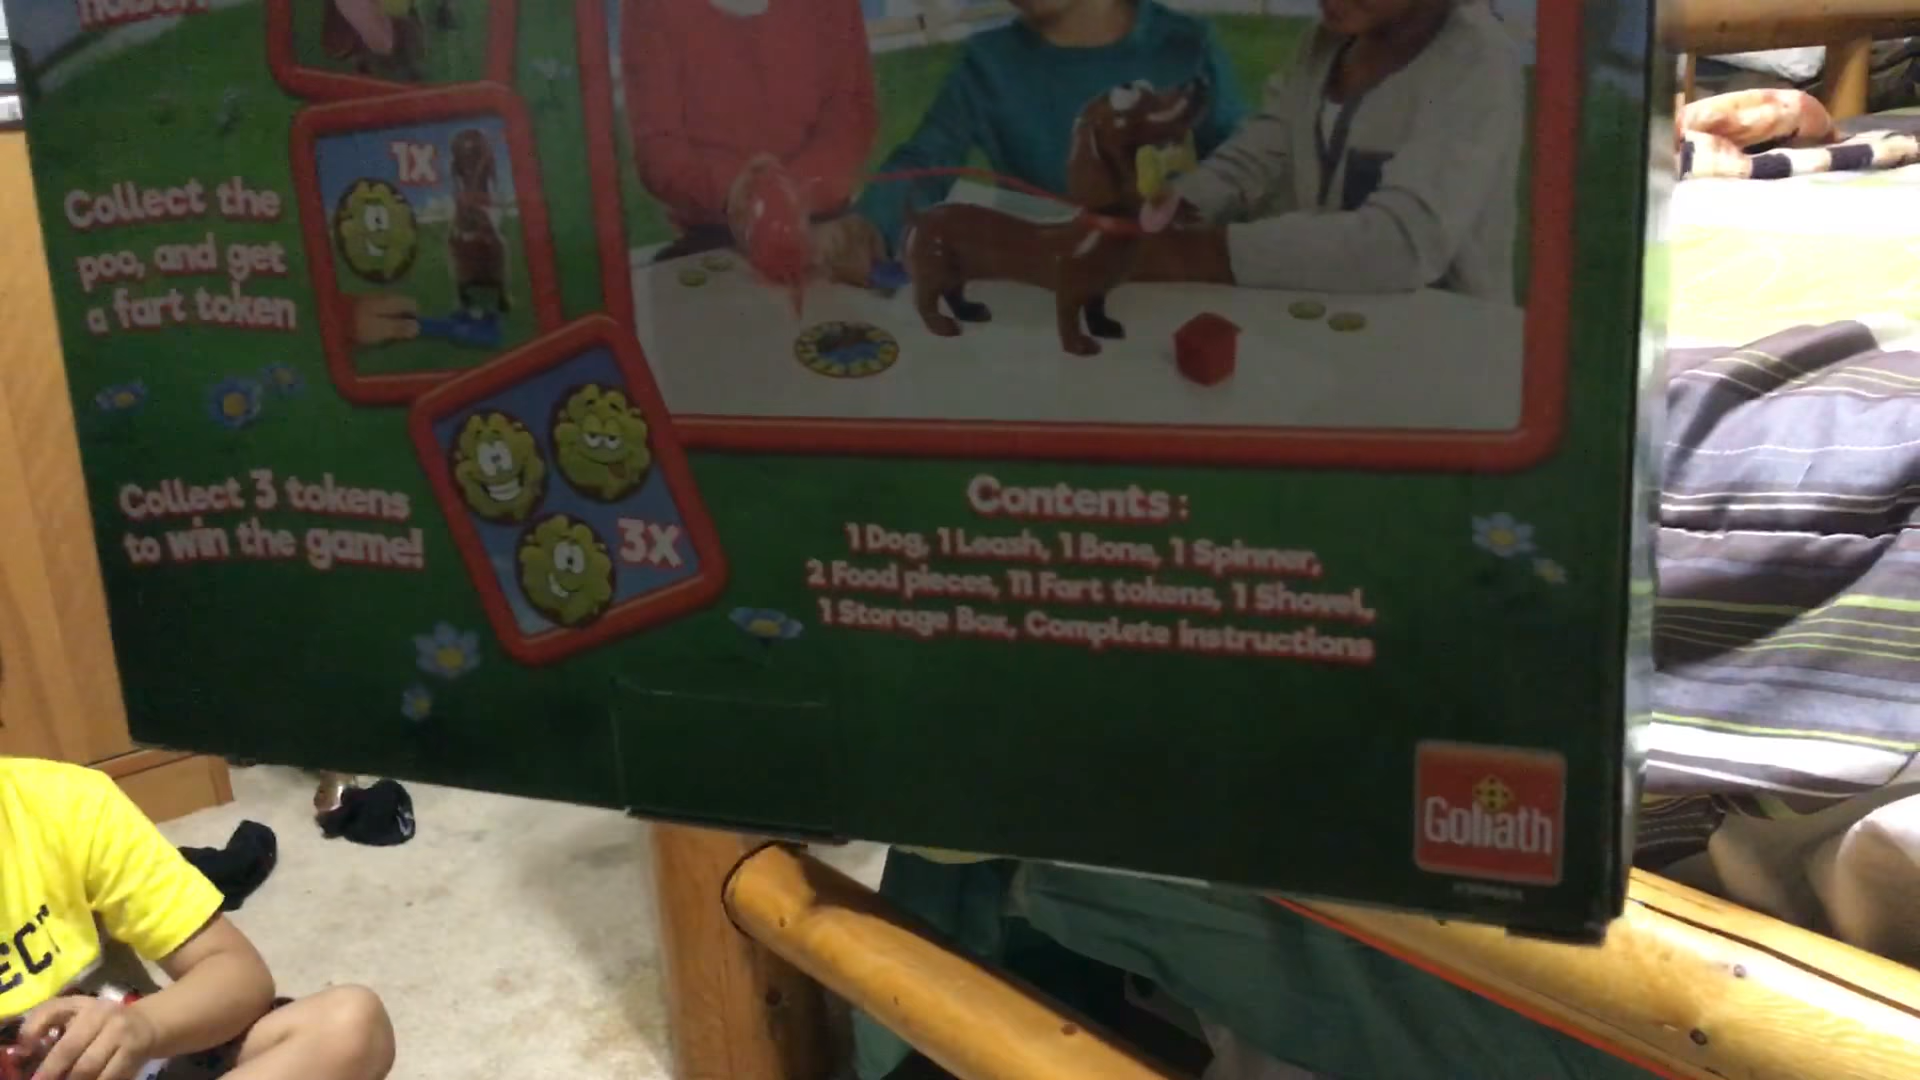 1X
Collect the
poo, and get
a fart token
Collect 3 tokens
to win the game!
3X
Contents:
1 Dog, 1 Leash, 1 Bone, 1 Spinner,
2 Food pieces, 11 Fart tokens, 1 Shovel,
1 Storage Box, Complete instructions
Goliath